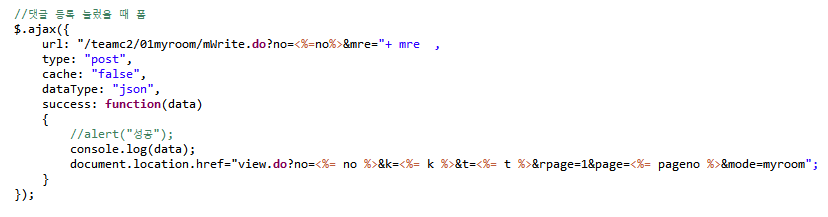 //댓글 등록 눌렀을 때 폼
$.ajax({
    url: "/teamc2/01myroom/mWrite.do?no=<%=no%>&mre="+ mre  ,
    type: "post",
    cache: "false",
    dataType: "json",
    success: function(data)
    {
        //alert("성공");
        console.log(data);
        document.location.href="view.do?no=<%= no %>&k=<%= k %>&t=<%= t %>&rpage=1&page=<%= pageno %>&mode=myroom";
    }
});